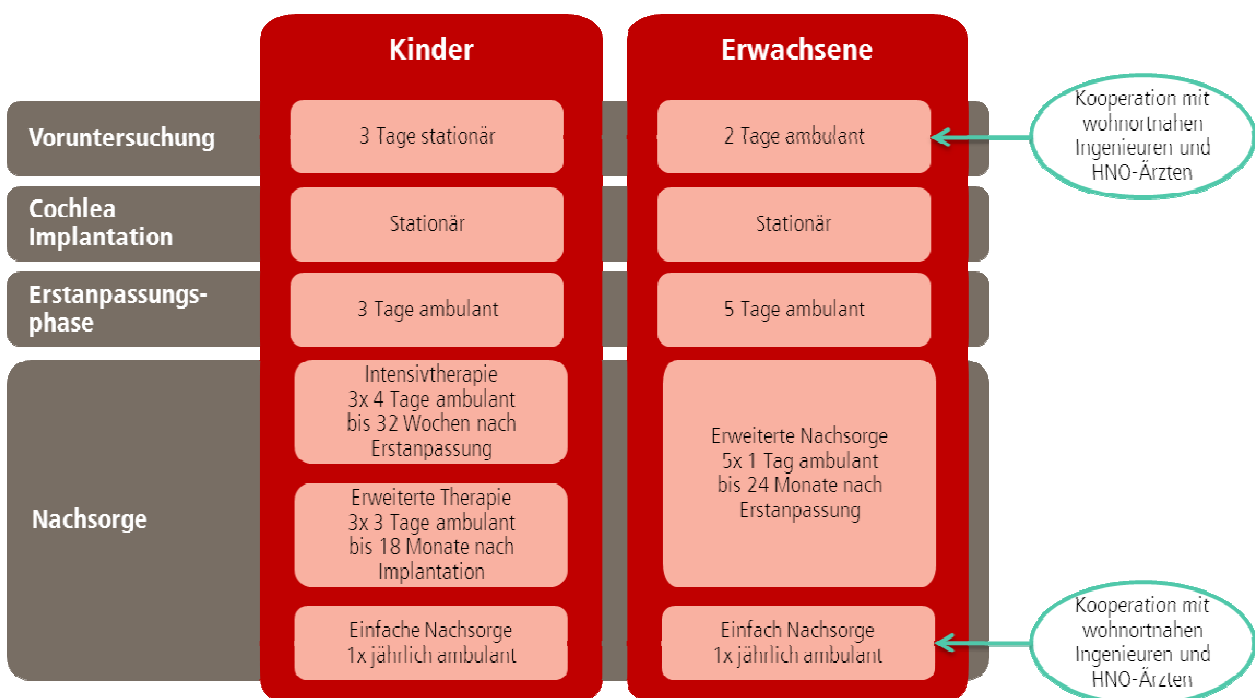 Kinder
Erwachsene
Voruntersuchung
3 Tage stationär
2 Tage ambulant
Kooperation mit
wohnortnahen
Ingenieuren und
HNO-Ärzten
Cochlea
Implantation
Stationär
Stationär
Erstanpassungs-
phase
3 Tage ambulant
5 Tage ambulant
Nachsorge
Intensivtherapie
3x 4 Tage ambulant
bis 32 Wochen nach
Erstanpassung
Erweiterte Therapie
3x 3 Tage ambulant
bis 18 Monate nach
Implantation
Erweiterte Nachsorge
5x 1 Tag ambulant
bis 24 Monate nach
Erstanpassung
Einfache Nachsorge
1x jährlich ambulant
Einfach Nachsorge
1x jährlich ambulant
Kooperation mit
wohnortnahen
Ingenieuren und
HNO-Ärzten